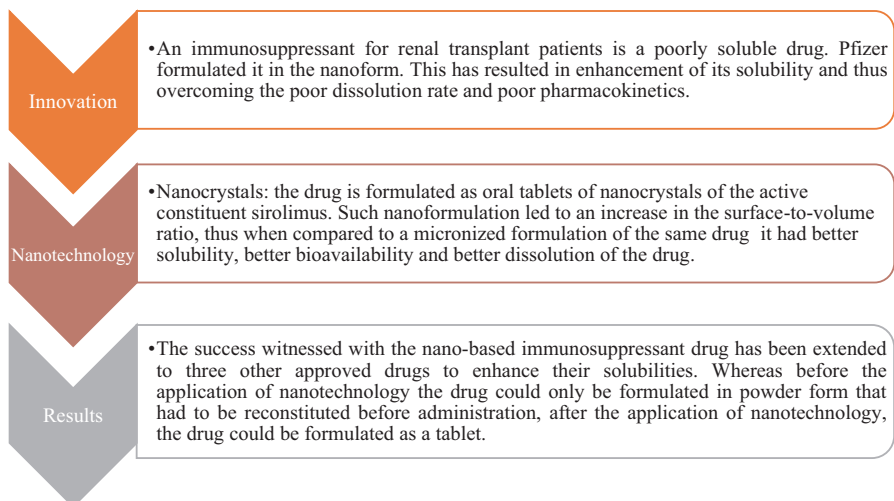 Innovation
•An immunosuppressant for renal transplant patients is a poorly soluble drug. Pfizer
formulated it in the nanoform. This has resulted in enhancement of its solubility and thus
overcoming the poor dissolution rate and poor pharmacokinetics.
Nanotechnology
•Nanocrystals: the drug is formulated as oral tablets of nanocrystals of the active
constituent sirolimus. Such nanoformulation led to an increase in the surface-to-volume
ratio, thus when compared to a micronized formulation of the same drug it had better
solubility, better bioavailability and better dissolution of the drug.
Results
•The success witnessed with the nano-based immunosuppressant drug has been extended
to three other approved drugs to enhance their solubilities. Whereas before the
application of nanotechnology the drug could only be formulated in powder form that
had to be reconstituted before administration, after the application of nanotechnology,
the drug could be formulated as a tablet.